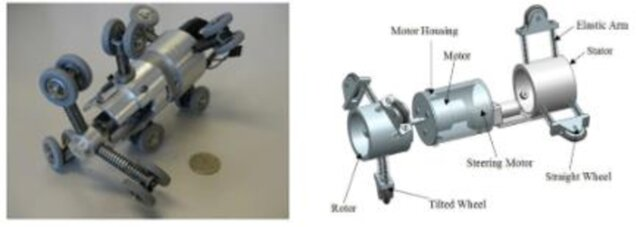 Motor Housing
Motor
Elastic Arm
Stator
Steering Motor
Straight Wheel
Rotor
Tilted Wheel